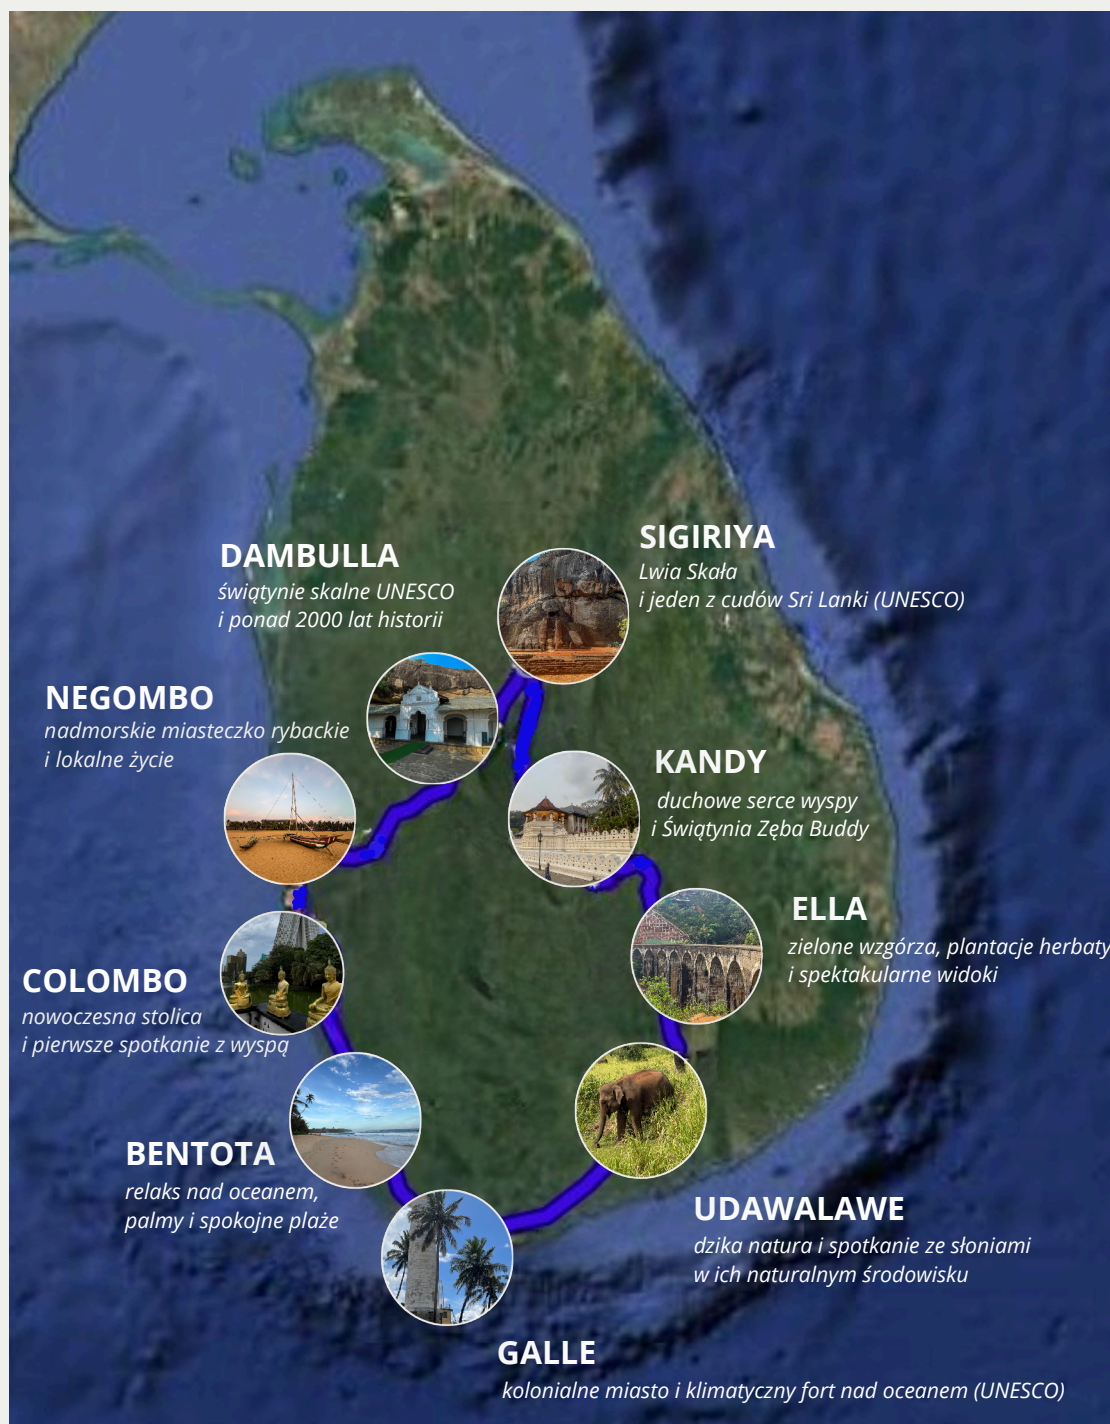 SIGIRIYA
Lwia Skała
i jeden z cudów Sri Lanki (UNESCO)
DAMBULLA
świątynie skalne UNESCO
i ponad 2000 lat historii
NEGOMBO
nadmorskie miasteczko rybackie
i lokalne życie
KANDY
duchowe serce wyspy
i Świątynia Zęba Buddy
ELLA
zielone wzgórza, plantacje herbaty
i spektakularne widoki
COLOMBO
nowoczesna stolica
i pierwsze spotkanie z wyspą
BENTOTA
relaks nad oceanem,
palmy i spokojne plaże
UDAWALAWE
dzika natura i spotkanie ze słoniami
w ich naturalnym środowisku
GALLE
kolonialne miasto i klimatyczny fort nad oceanem (UNESCO)